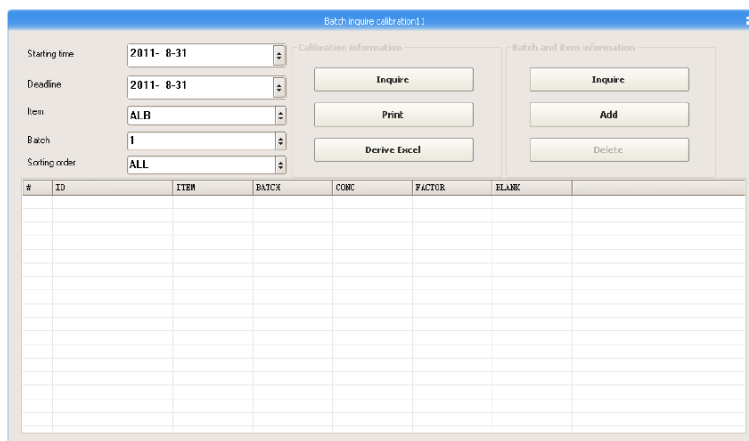 Batch inquire calibration11
Starting time 2011- 8-31
Deadline 2011- 8-31
Item ALB
Batch 1
Sorting order ALL
Calibration information
Inquire
Print
Derive Excel
Batch and item information
Inquire
Add
Delete
# ID ITEM BATCH CONC FACTOR BLANK